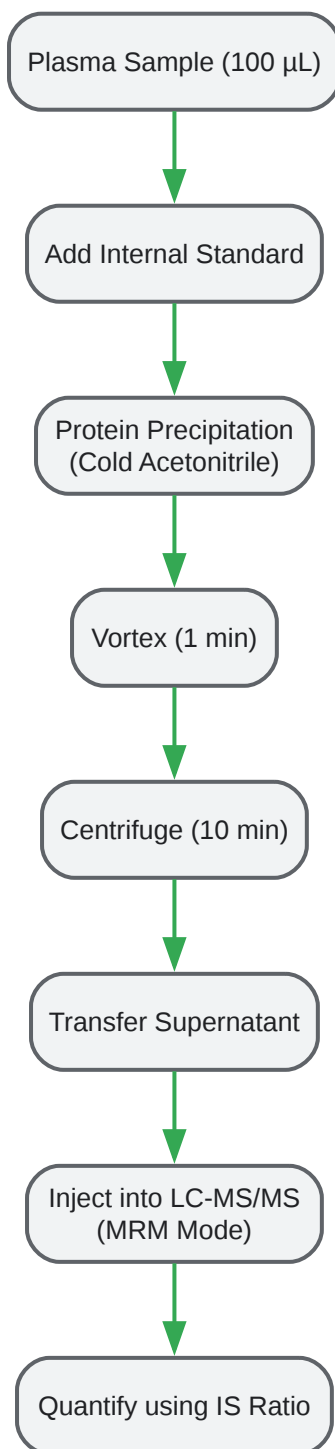 Plasma Sample (100 µL)
Add Internal Standard
Protein Precipitation
(Cold Acetonitrile)
Vortex (1 min)
Centrifuge (10 min)
Transfer Supernatant
Inject into LC-MS/MS
(MRM Mode)
Quantify using IS Ratio